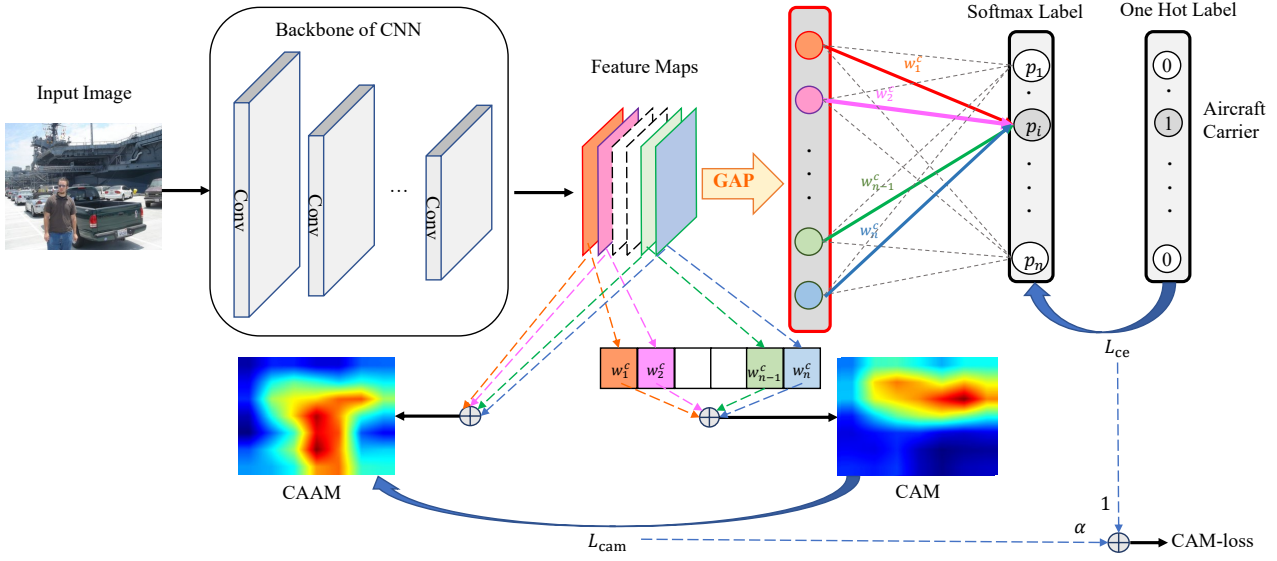 Softmax Label
One Hot Label
Backbone of CNN
Input Image
Feature Maps
Conv
Conv
...
Conv
GAP
w_1^c
w_2^c
w_{n-1}^c
w_n^c
p_1
p_i
p_n
0
1
0
Aircraft
Carrier
w_1^c
w_2^c
w_{n-1}^c
w_n^c
L_ce
CAAM
CAM
1
L_cam
α
CAM-loss